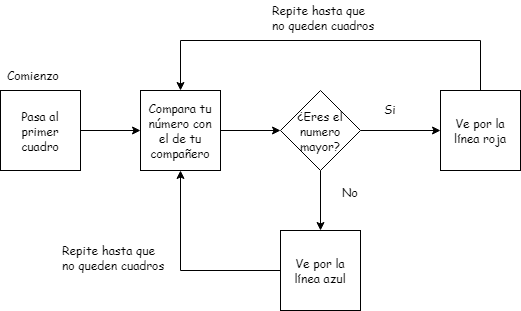 Repite hasta que
no queden cuadros
Comienzo
Pasa al
primer
cuadro
Compara tu
número con
el de tu
compañero
¿Eres el
numero
mayor?
Si
Ve por la
línea roja
No
Repite hasta que
no queden cuadros
Ve por la
línea azul